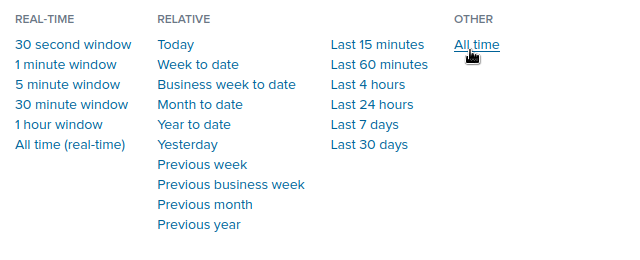 REAL-TIME
30 second window
1 minute window
5 minute window
30 minute window
1 hour window
All time (real-time)
RELATIVE
Today
Week to date
Business week to date
Month to date
Year to date
Yesterday
Previous week
Previous business week
Previous month
Previous year
Last 15 minutes
Last 60 minutes
Last 4 hours
Last 24 hours
Last 7 days
Last 30 days
OTHER
All time